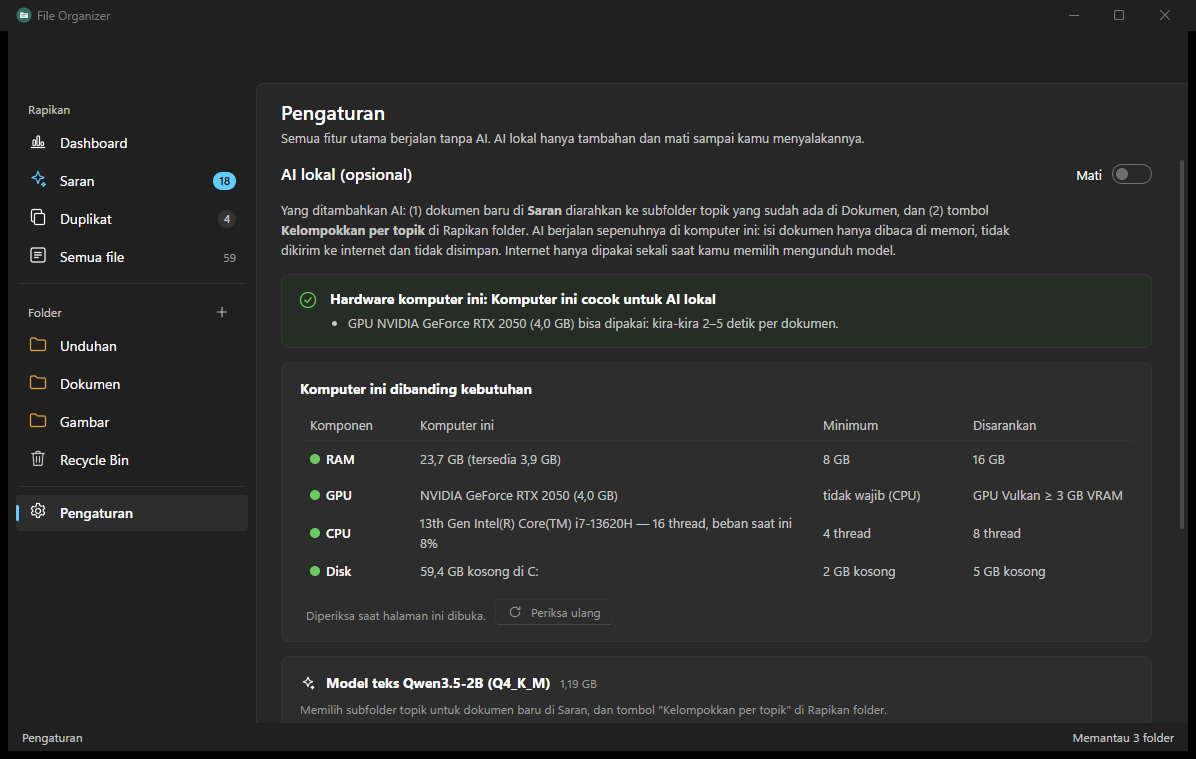 File Organizer
Rapikan
Dashboard
Saran 18
Duplikat 4
Semua file 59
Folder
Unduhan
Dokumen
Gambar
Recycle Bin
Pengaturan
Pengaturan
Semua fitur utama berjalan tanpa AI. AI lokal hanya tambahan dan mati sampai kamu menyalakannya.
AI lokal (opsional) Mati
Yang ditambahkan AI: (1) dokumen baru di Saran diarahkan ke subfolder topik yang sudah ada di Dokumen, dan (2) tombol
Kelompokkan per topik di Rapikan folder. AI berjalan sepenuhnya di komputer ini: isi dokumen hanya dibaca di memori, tidak
dikirim ke internet dan tidak disimpan. Internet hanya dipakai sekali saat kamu memilih mengunduh model.
Hardware komputer ini: Komputer ini cocok untuk AI lokal
• GPU NVIDIA GeForce RTX 2050 (4,0 GB) bisa dipakai: kira-kira 2–5 detik per dokumen.
Komputer ini dibanding kebutuhan
Komponen Komputer ini Minimum Disarankan
RAM 23,7 GB (tersedia 3,9 GB) 8 GB 16 GB
GPU NVIDIA GeForce RTX 2050 (4,0 GB) tidak wajib (CPU) GPU Vulkan ≥ 3 GB VRAM
CPU 13th Gen Intel(R) Core(TM) i7-13620H — 16 thread, beban saat ini
8% 4 thread 8 thread
Disk 59,4 GB kosong di C: 2 GB kosong 5 GB kosong
Diperiksa saat halaman ini dibuka. Periksa ulang
Model teks Qwen3.5-2B (Q4_K_M) 1,19 GB
Memilih subfolder topik untuk dokumen baru di Saran, dan tombol "Kelompokkan per topik" di Rapikan folder.
Pengaturan Memantau 3 folder